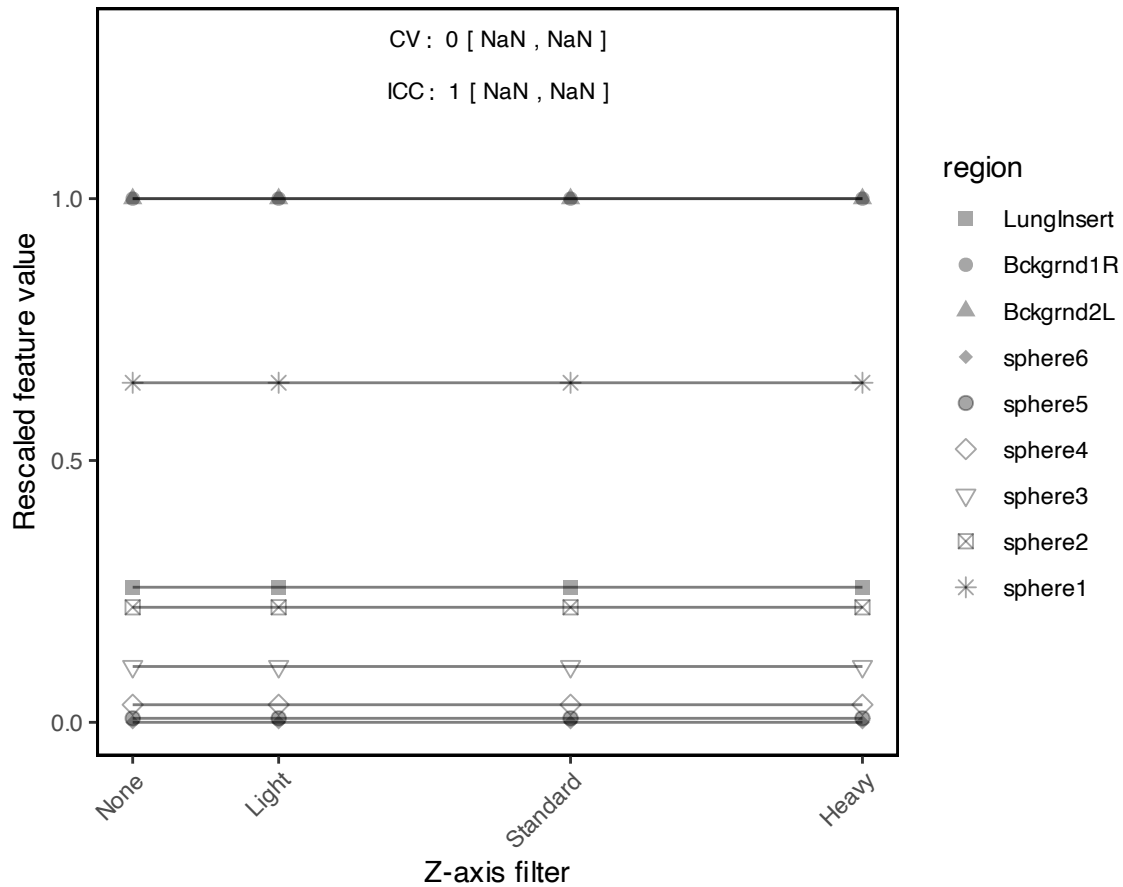 CV : 0 [ NaN , NaN ]
ICC : 1 [ NaN , NaN ]
Rescaled feature value
1.0
0.5
0.0
None
Light
Standard
Heavy
Z-axis filter
region
LungInsert
Bckgrnd1R
Bckgrnd2L
sphere6
sphere5
sphere4
sphere3
sphere2
sphere1